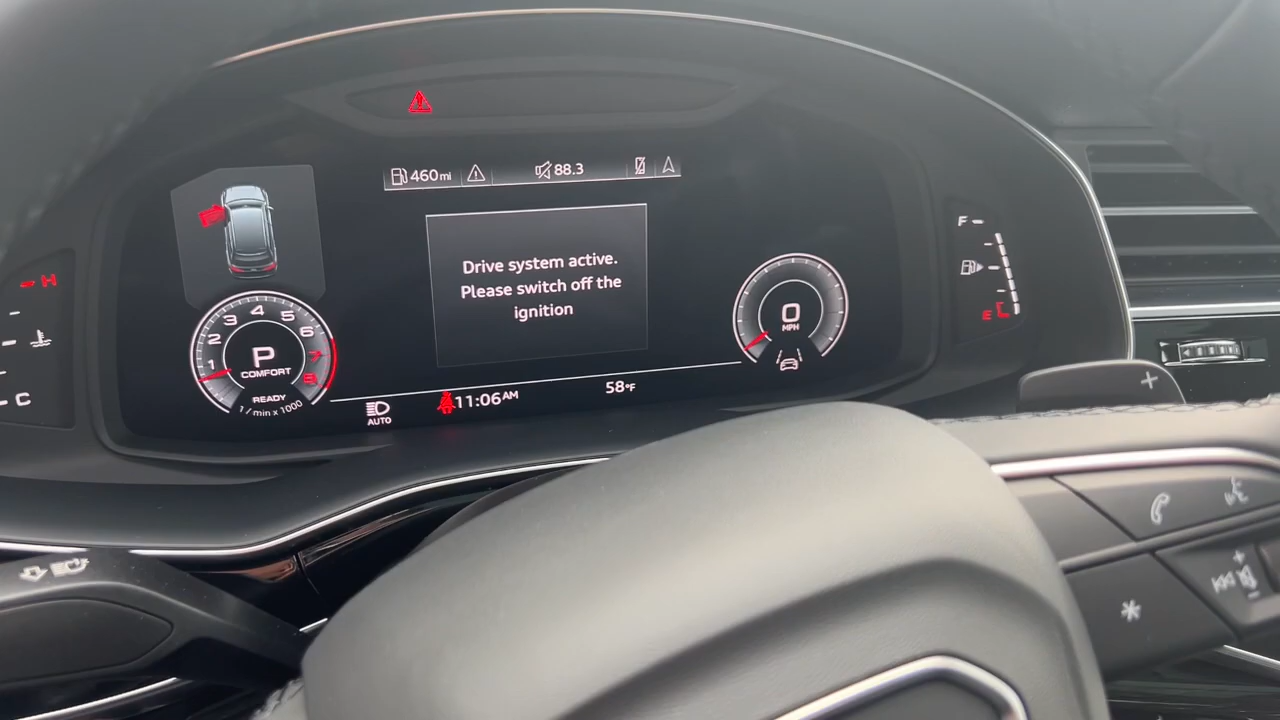 460mi
88.3
Drive system active.
Please switch off the
ignition
1
2
3
4
5
6
7
8
P
COMFORT
READY
1 / min x 1000
0
MPH
AUTO
11:06AM
58°F
H
C
F
E
+
+
−